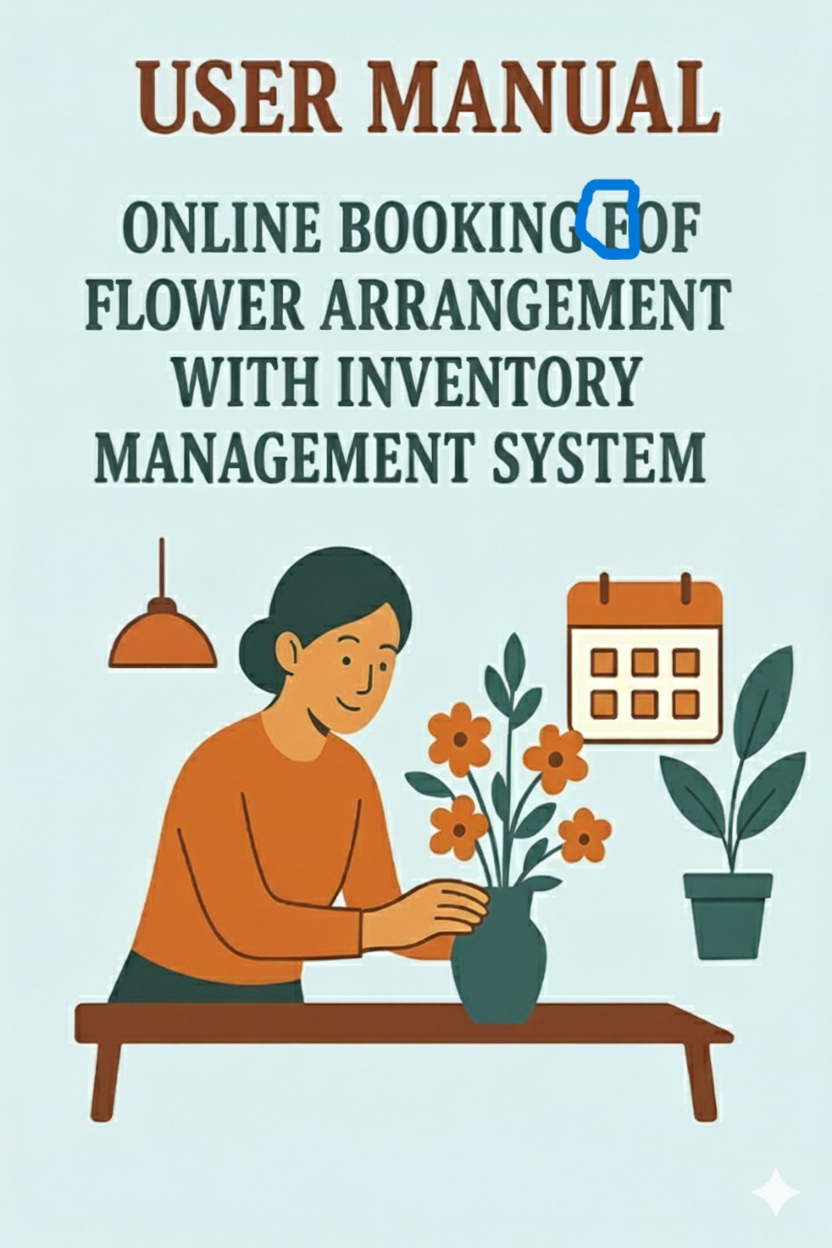 USER MANUAL
ONLINE BOOKING FOF
FLOWER ARRANGEMENT
WITH INVENTORY
MANAGEMENT SYSTEM